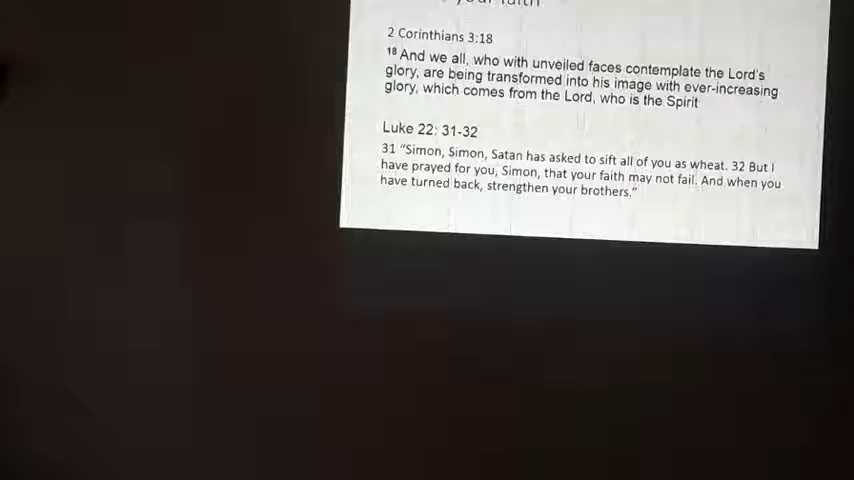 your faith
2 Corinthians 3:18
18 And we all, who with unveiled faces contemplate the Lord's
glory, are being transformed into his image with ever-increasing
glory, which comes from the Lord, who is the Spirit
Luke 22: 31-32
31 “Simon, Simon, Satan has asked to sift all of you as wheat. 32 But I
have prayed for you, Simon, that your faith may not fail. And when you
have turned back, strengthen your brothers.”